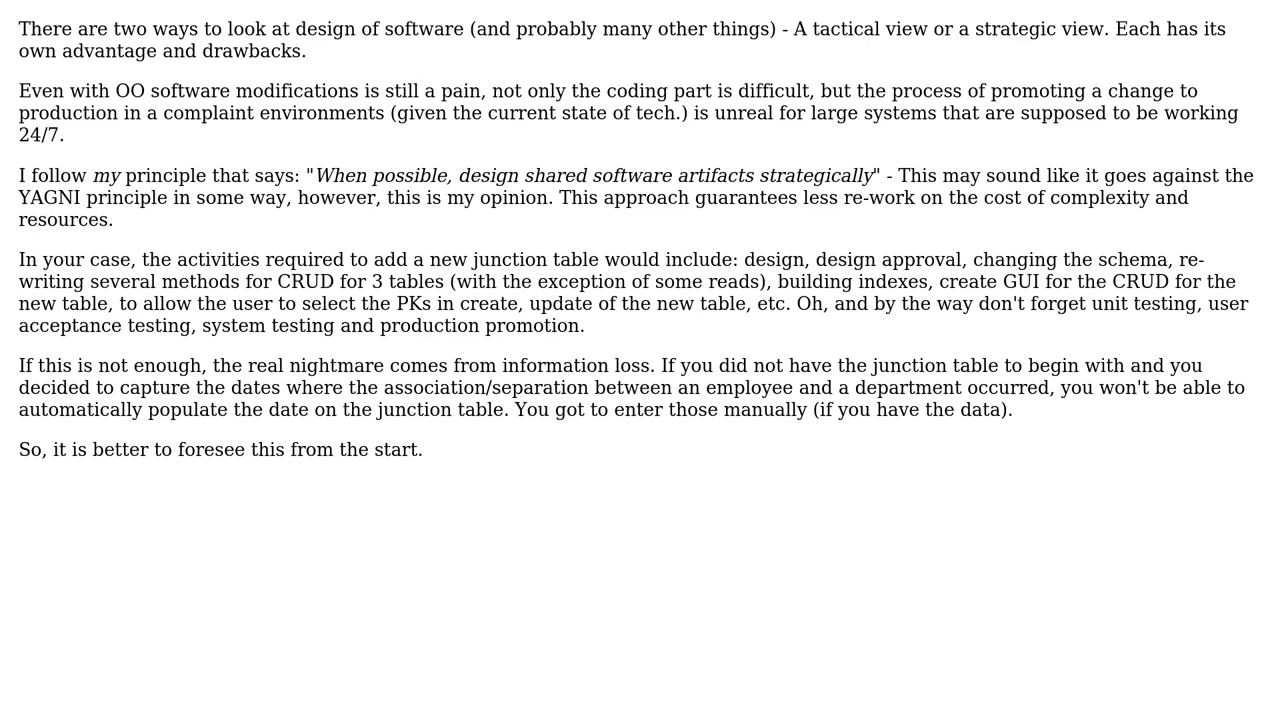 There are two ways to look at design of software (and probably many other things) - A tactical view or a strategic view. Each has its
own advantage and drawbacks.
Even with OO software modifications is still a pain, not only the coding part is difficult, but the process of promoting a change to
production in a complaint environments (given the current state of tech.) is unreal for large systems that are supposed to be working
24/7.
I follow my principle that says: "When possible, design shared software artifacts strategically" - This may sound like it goes against the
YAGNI principle in some way, however, this is my opinion. This approach guarantees less re-work on the cost of complexity and
resources.
In your case, the activities required to add a new junction table would include: design, design approval, changing the schema, re-
writing several methods for CRUD for 3 tables (with the exception of some reads), building indexes, create GUI for the CRUD for the
new table, to allow the user to select the PKs in create, update of the new table, etc. Oh, and by the way don't forget unit testing, user
acceptance testing, system testing and production promotion.
If this is not enough, the real nightmare comes from information loss. If you did not have the junction table to begin with and you
decided to capture the dates where the association/separation between an employee and a department occurred, you won't be able to
automatically populate the date on the junction table. You got to enter those manually (if you have the data).
So, it is better to foresee this from the start.